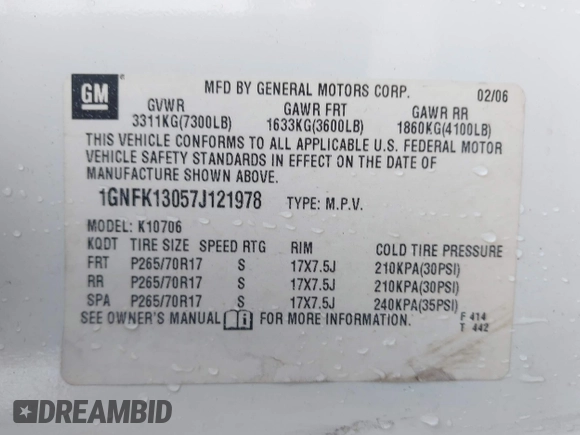 GM
MFD BY GENERAL MOTORS CORP. 02/06
GVWR GAWR FRT GAWR RR
3311KG(7300LB) 1633KG(3600LB) 1860KG(4100LB)
THIS VEHICLE CONFORMS TO ALL APPLICABLE U.S. FEDERAL MOTOR
VEHICLE SAFETY STANDARDS IN EFFECT ON THE DATE OF
MANUFACTURE SHOWN ABOVE.
1GNFK13057J121978 TYPE: M.P.V.
MODEL: K10706
KQDT TIRE SIZE SPEED RTG RIM COLD TIRE PRESSURE
FRT P265/70R17 S 17X7.5J 210KPA(30PSI)
RR P265/70R17 S 17X7.5J 210KPA(30PSI)
SPA P265/70R17 S 17X7.5J 240KPA(35PSI)
SEE OWNER'S MANUAL FOR MORE INFORMATION. F 414
T 442
DREAMBID